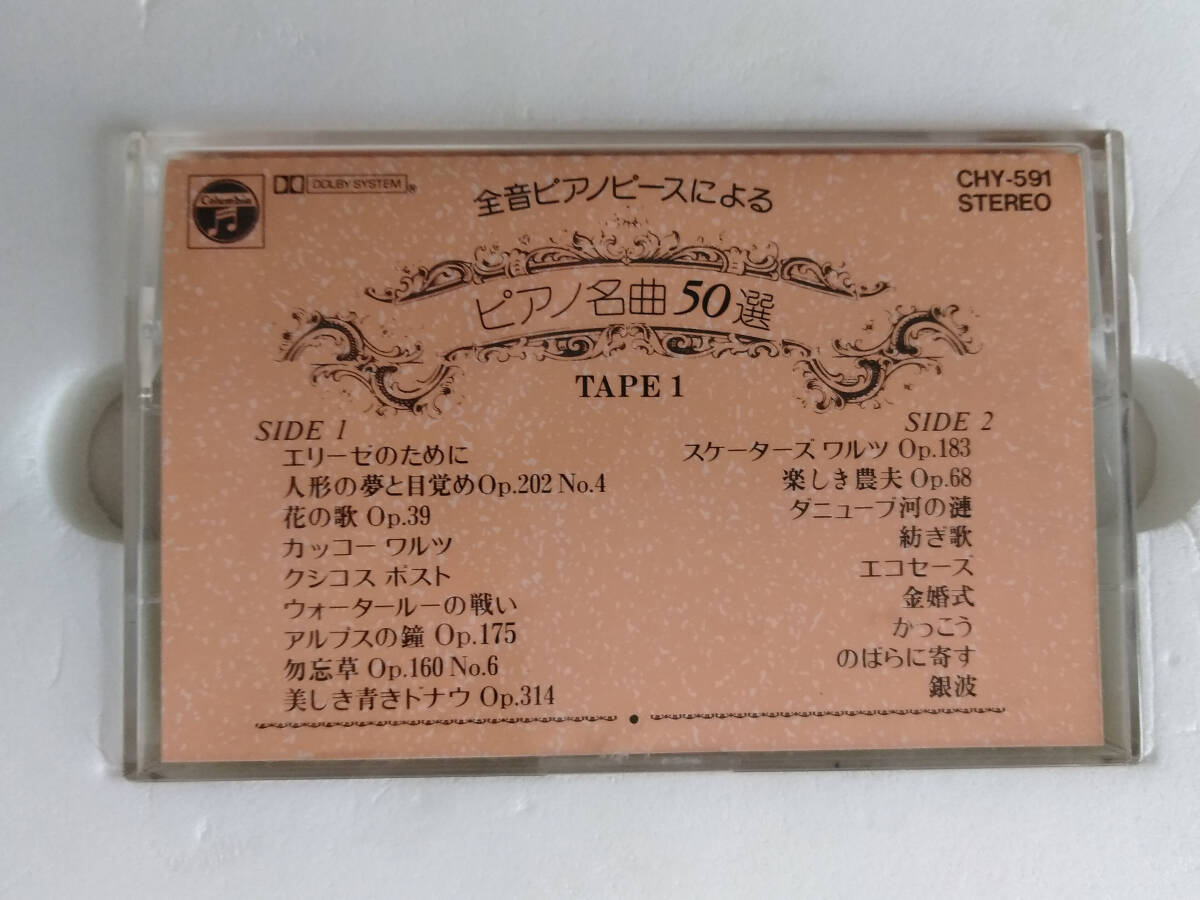 Columbia
DOLBY SYSTEM®
全音ピアノピースによる
CHY-591
STEREO
ピアノ名曲50選
TAPE 1
SIDE 1
エリーゼのために
人形の夢と目覚めOp.202 No.4
花の歌 Op.39
カッコー ワルツ
クシコス ポスト
ウォータールーの戦い
アルプスの鐘 Op.175
勿忘草 Op.160 No.6
美しき青きドナウ Op.314
SIDE 2
スケーターズ ワルツ Op.183
楽しき農夫 Op.68
ダニューブ河の漣
紡ぎ歌
エコセーズ
金婚式
かっこう
のばらに寄す
銀波